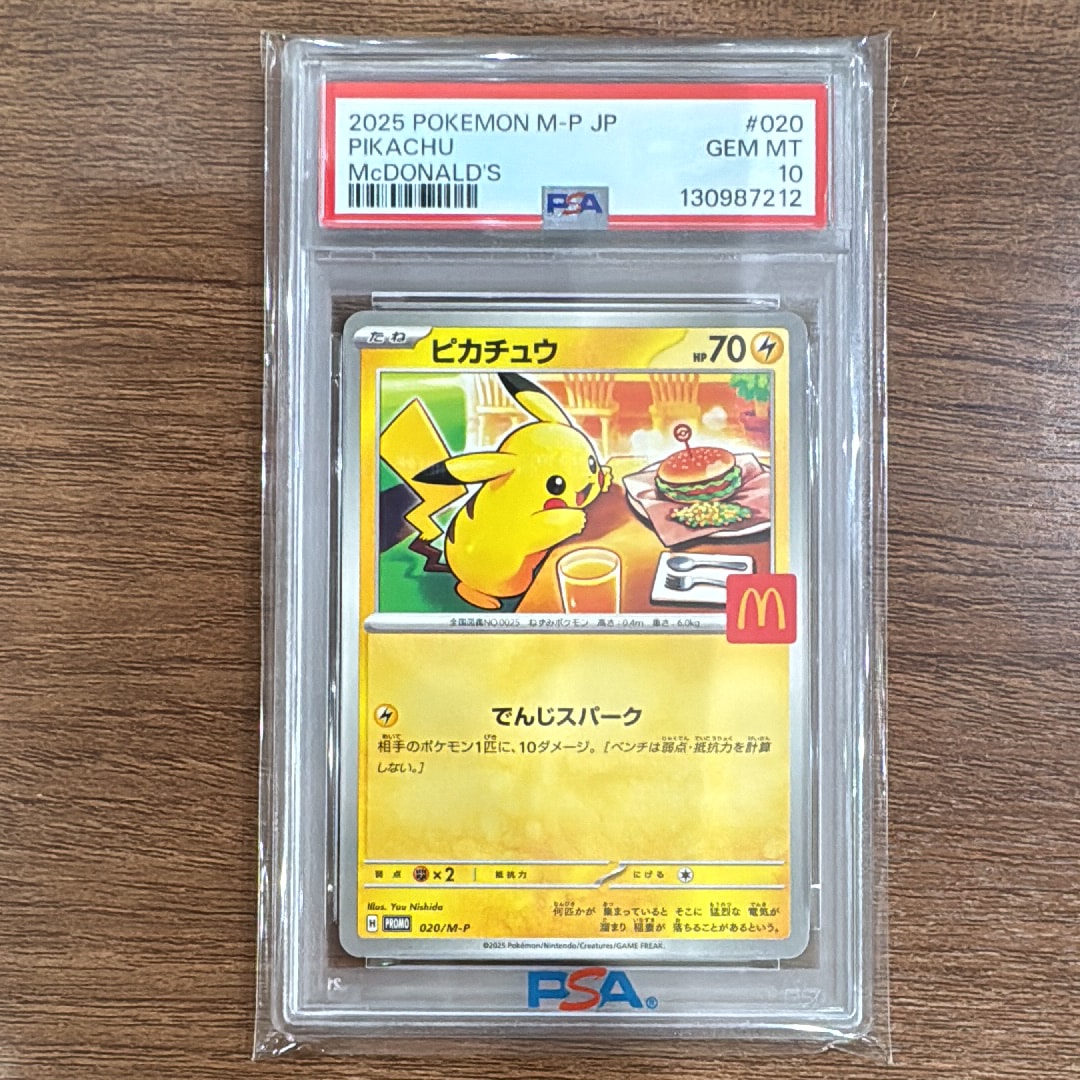 2025 POKEMON M-P JP #020
PIKACHU GEM MT
McDONALD'S 10
PSA 130987212
たね ピカチュウ HP70
全国図鑑NO.0025 ねずみポケモン 高さ:0.4m 重さ:6.0kg
でんじスパーク
相手のポケモン1匹に、10ダメージ。[ベンチは弱点・抵抗力を計算
しない。]
弱点 ×2 抵抗力 にげる
Illus. Yuu Nishida
何匹かが 集まっていると そこに 猛烈な 電気が
溜まり 稲妻が 落ちることがあるという。
H PROMO 020/M-P
©2025 Pokémon/Nintendo/Creatures/GAME FREAK.
PSA®